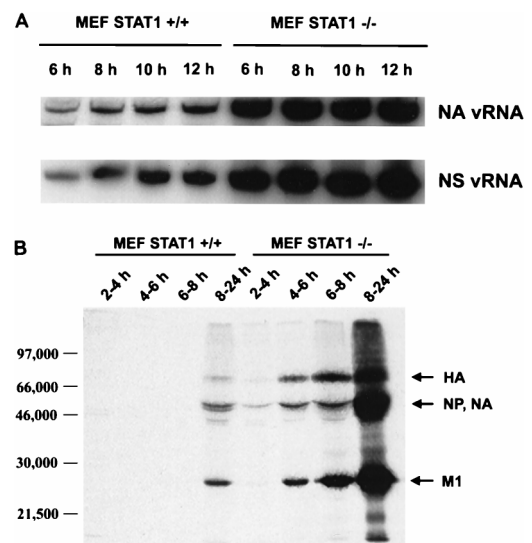 A
MEF STAT1 +/+ MEF STAT1 -/-
6 h 8 h 10 h 12 h 6 h 8 h 10 h 12 h
NA vRNA
NS vRNA
B
MEF STAT1 +/+ MEF STAT1 -/-
2-4 h 4-6 h 6-8 h 8-24 h 2-4 h 4-6 h 6-8 h 8-24 h
97,000
66,000
46,000
30,000
21,500
HA
NP, NA
M1